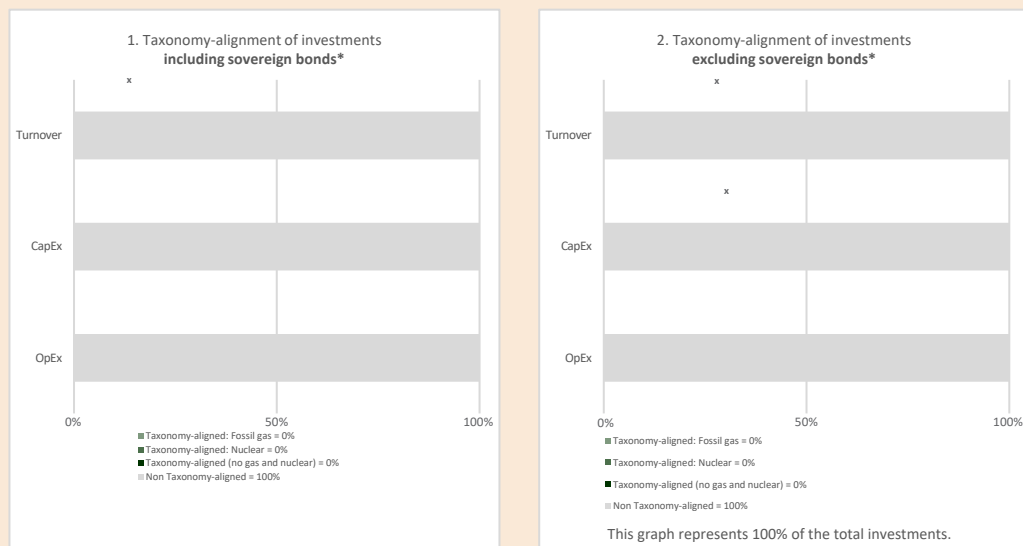 1. Taxonomy-alignment of investments
including sovereign bonds*
x
Turnover
CapEx
OpEx
0% 50% 100%
Taxonomy-aligned: Fossil gas = 0%
Taxonomy-aligned: Nuclear = 0%
Taxonomy-aligned (no gas and nuclear) = 0%
Non Taxonomy-aligned = 100%
2. Taxonomy-alignment of investments
excluding sovereign bonds*
x
Turnover
x
CapEx
OpEx
0% 50% 100%
Taxonomy-aligned: Fossil gas = 0%
Taxonomy-aligned: Nuclear = 0%
Taxonomy-aligned (no gas and nuclear) = 0%
Non Taxonomy-aligned = 100%
This graph represents 100% of the total investments.